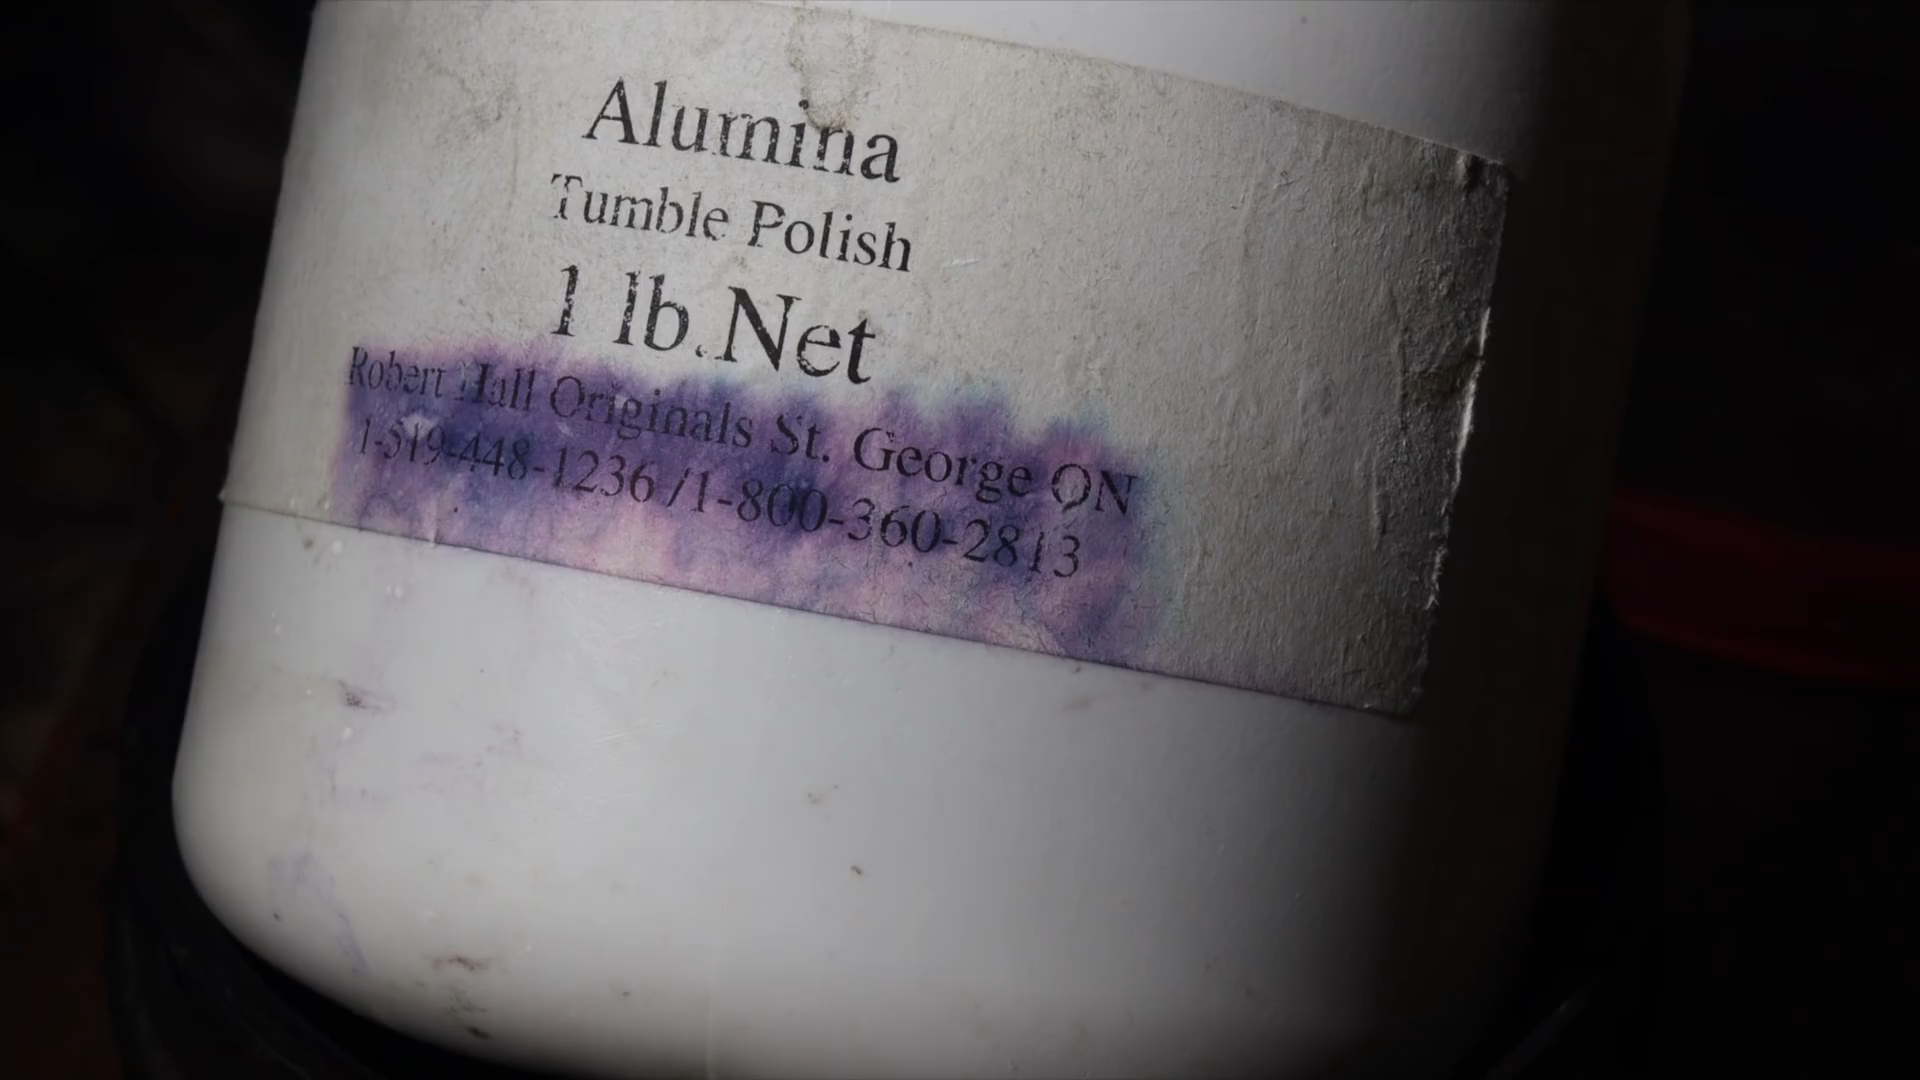 Alumina
Tumble Polish
1 lb. Net
Robert Hall Originals St. George ON
1-519-448-1236 /1-800-360-2813